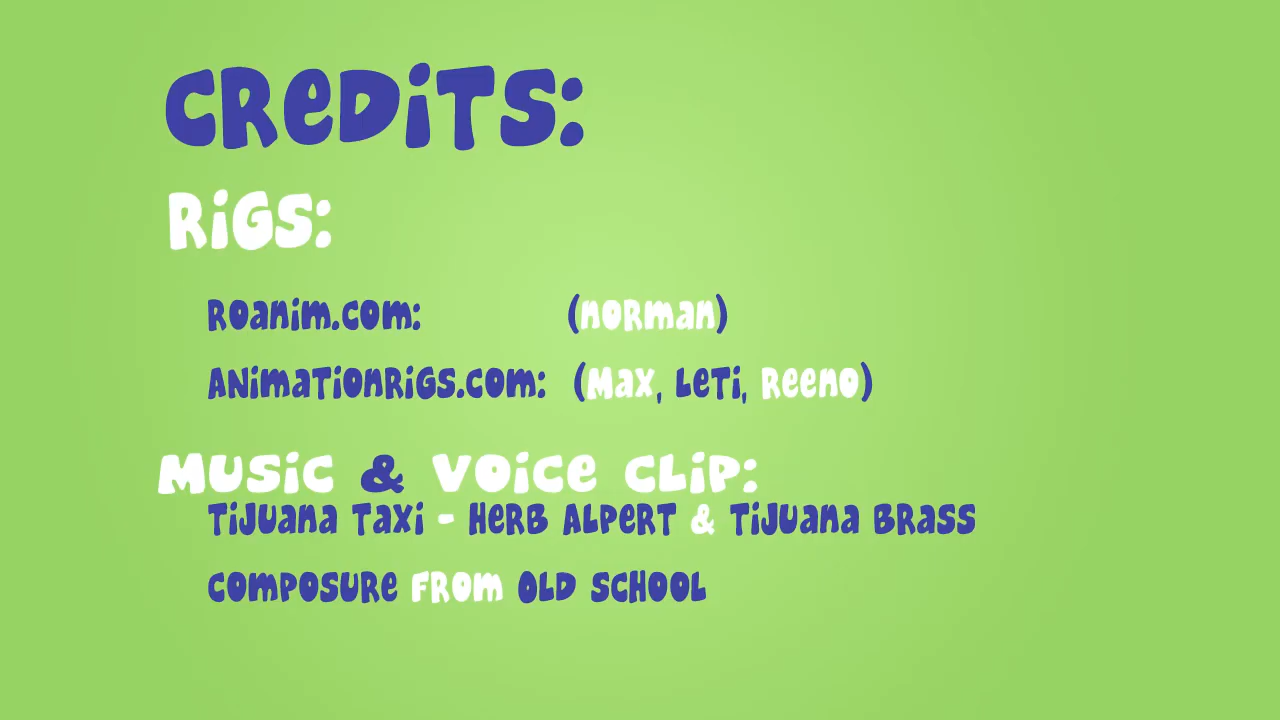 CReDiTS:
RiGS:
ROanim.COm: (nORman)
ANimaTiOnRiGS.COm: (Max, LeTi, Reeno)
MUSiC & VOiCe CLiP:
TiJUana Taxi - HeRB ALPeRT & TiJUana BRaSS
COmPOSURe FROm OLD SCHOOL